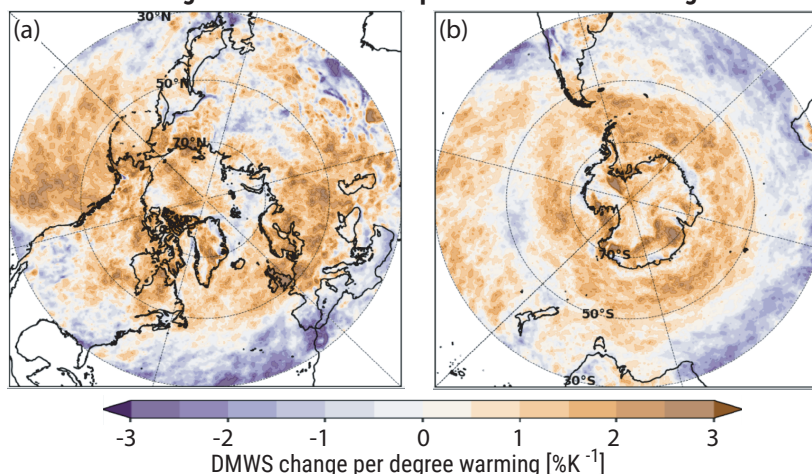 (a)
30°N
50°N
70°N
(b)
70°S
50°S
30°S
-3 -2 -1 0 1 2 3
DMWS change per degree warming [%K -1]